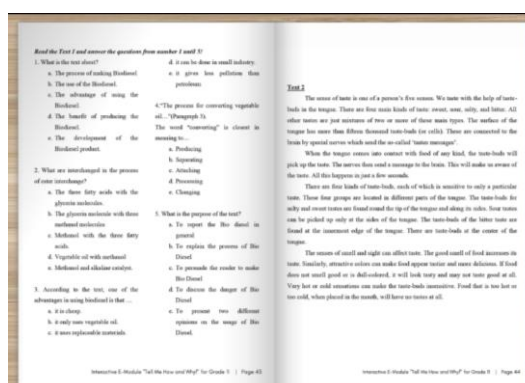 Read the Text 1 and answer the questions from number 1 until 5!
1. What is the text about?
a. The process of making Biodiesel
b. The use of the Biodiesel.
c. The advantage of using the
Biodiesel.
d. The benefit of producing the
Biodiesel.
e. The development of the
Biodiesel product.
2. What are interchanged in the process
of ester interchange?
a. The three fatty acids with the
glycerin molecules.
b. The glycerin molecule with three
methanol molecules
c. Methanol with the three fatty
acids
d. Vegetable oil with methanol
e. Methanol and alkaline catalyst.
3. According to the text, one of the
advantages in using biodiesel is that ...
a. it is cheap.
b. it only uses vegetable oil.
c. it uses replaceable materials.
d. it can be done in small industry.
e. it gives less pollution than
petroleum.
4."The process for converting vegetable
oil..."(Paragraph 3).
The word "converting" is closest in
meaning to...
a. Producing
b. Separating
c. Attaching
d. Processing
e. Changing
5. What is the purpose of the text?
a. To report the Bio diesel in
general
b. To explain the process of Bio
Diesel
c. To persuade the reader to make
Bio Diesel
d. To discuss the danger of Bio
Diesel
e. To present two different
opinions on the usage of Bio
Diesel.
Interactive E-Module "Tell Me How and Why!" for Grade 11 | Page 43
Text 2
The sense of taste is one of a person's five senses. We taste with the help of taste-
buds in the tongue. There are four main kinds of taste: sweet, sour, salty, and bitter. All
other tastes are just mixtures of two or more of these main types. The surface of the
tongue has more than fifteen thousand taste-buds (or cells). These are connected to the
brain by special nerves which send the so-called 'tastes messages'.
When the tongue comes into contact with food of any kind, the taste-buds will
pick up the taste. The nerves then send a message to the brain. This will make us aware of
the taste. All this happens in just a few seconds.
There are four kinds of taste-buds, each of which is sensitive to only a particular
taste. These four groups are located in different parts of the tongue. The taste-buds for
salty and sweet tastes are found round the tip of the tongue and along its sides. Sour tastes
can be picked up only at the sides of the tongue. The taste-buds of the bitter taste are
found at the innermost edge of the tongue. There are taste-buds at the center of the
tongue.
The senses of smell and sight can affect taste. The good smell of food increases its
taste. Similarly, attractive colors can make food appear tastier and more delicious. If food
does not smell good or is dull-colored, it will look tasty and may not taste good at all.
Very hot or cold sensations can make the taste-buds insensitive. Food that is too hot or
too cold, when placed in the mouth, will have no tastes at all.
Interactive E-Module "Tell Me How and Why!" for Grade 11 | Page 44